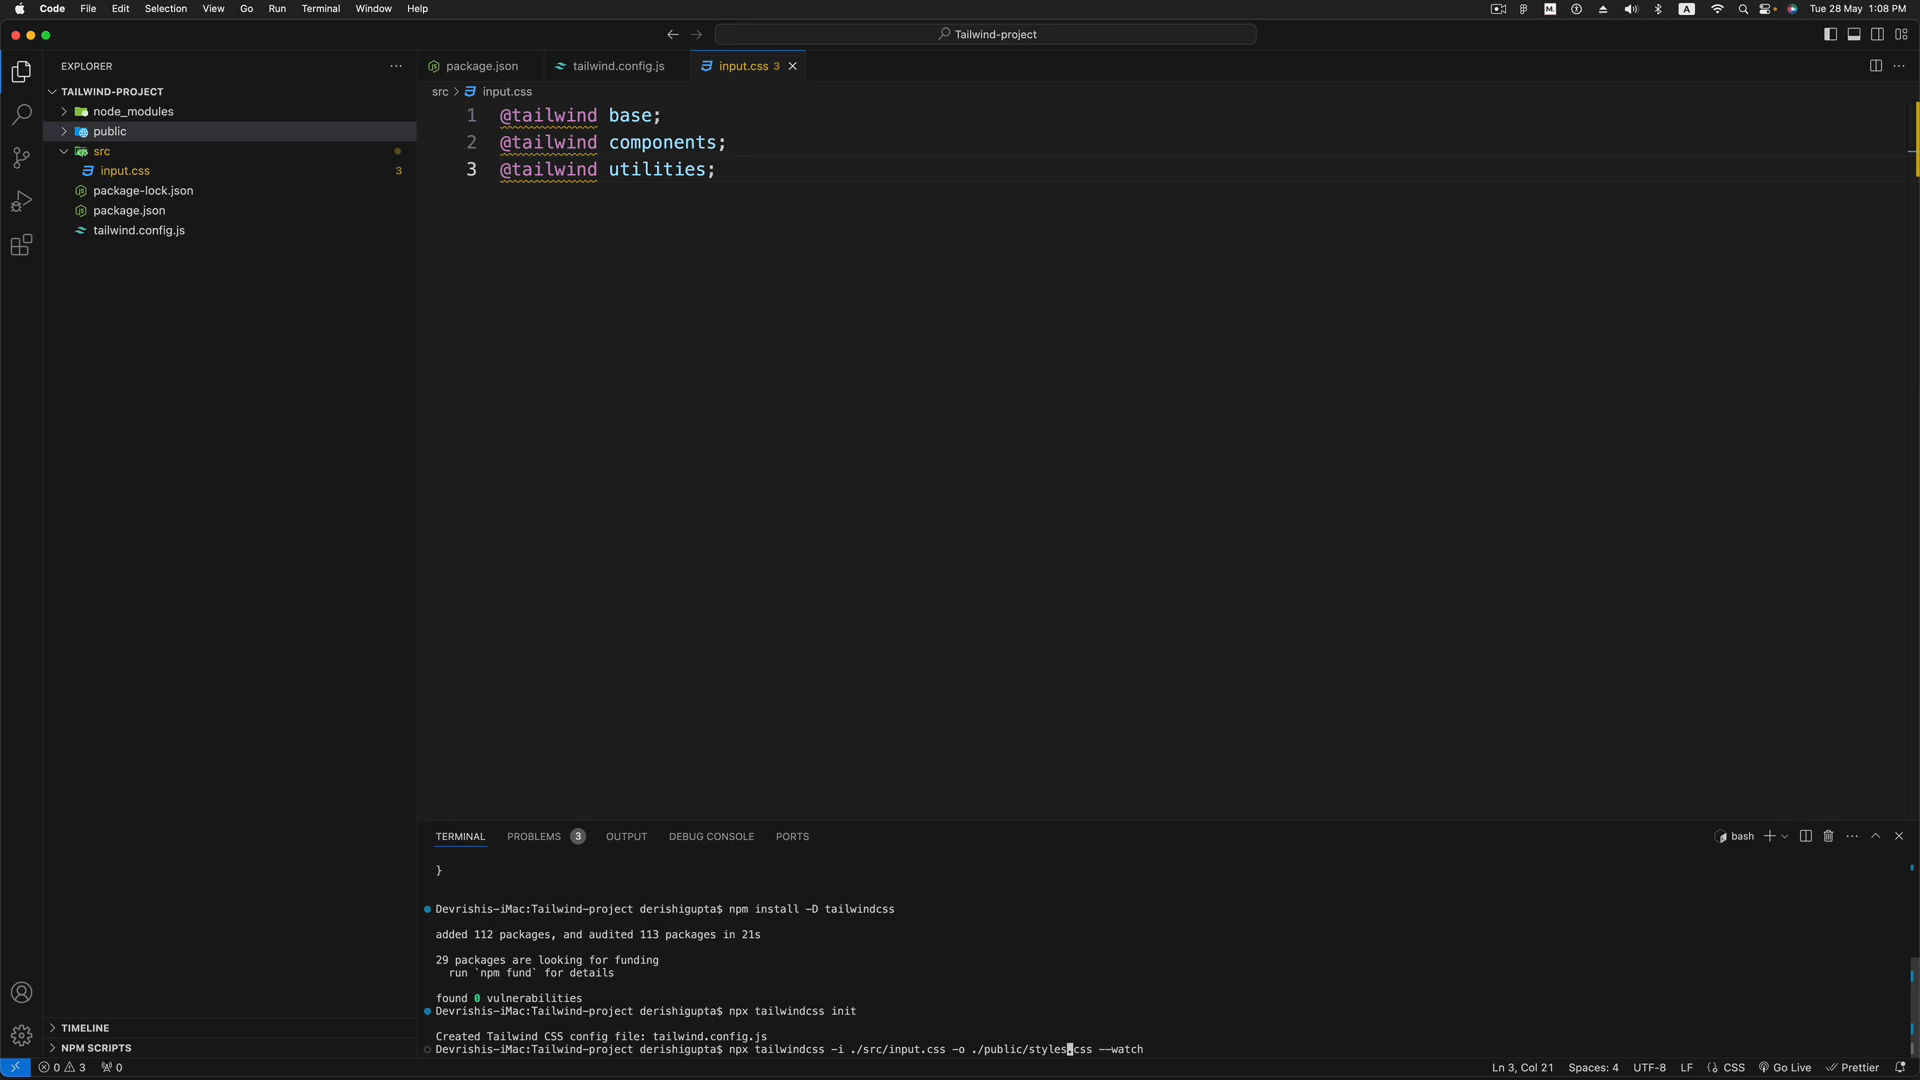 Code File Edit Selection View Go Run Terminal Window Help
A
Tue 28 May 1:08 PM
Tailwind-project
EXPLORER
package.json
tailwind.config.js
input.css 3
TAILWIND-PROJECT
src > input.css
node_modules
public
src
input.css 3
package-lock.json
package.json
tailwind.config.js
1 @tailwind base;
2 @tailwind components;
3 @tailwind utilities;
TERMINAL PROBLEMS 3 OUTPUT DEBUG CONSOLE PORTS
bash
}
Devrishis-iMac:Tailwind-project derishigupta$ npm install -D tailwindcss
added 112 packages, and audited 113 packages in 21s
29 packages are looking for funding
run `npm fund` for details
found 0 vulnerabilities
Devrishis-iMac:Tailwind-project derishigupta$ npx tailwindcss init
Created Tailwind CSS config file: tailwind.config.js
Devrishis-iMac:Tailwind-project derishigupta$ npx tailwindcss -i ./src/input.css -o ./public/styles.css --watch
TIMELINE
NPM SCRIPTS
0 3 0
Ln 3, Col 21 Spaces: 4 UTF-8 LF CSS Go Live Prettier